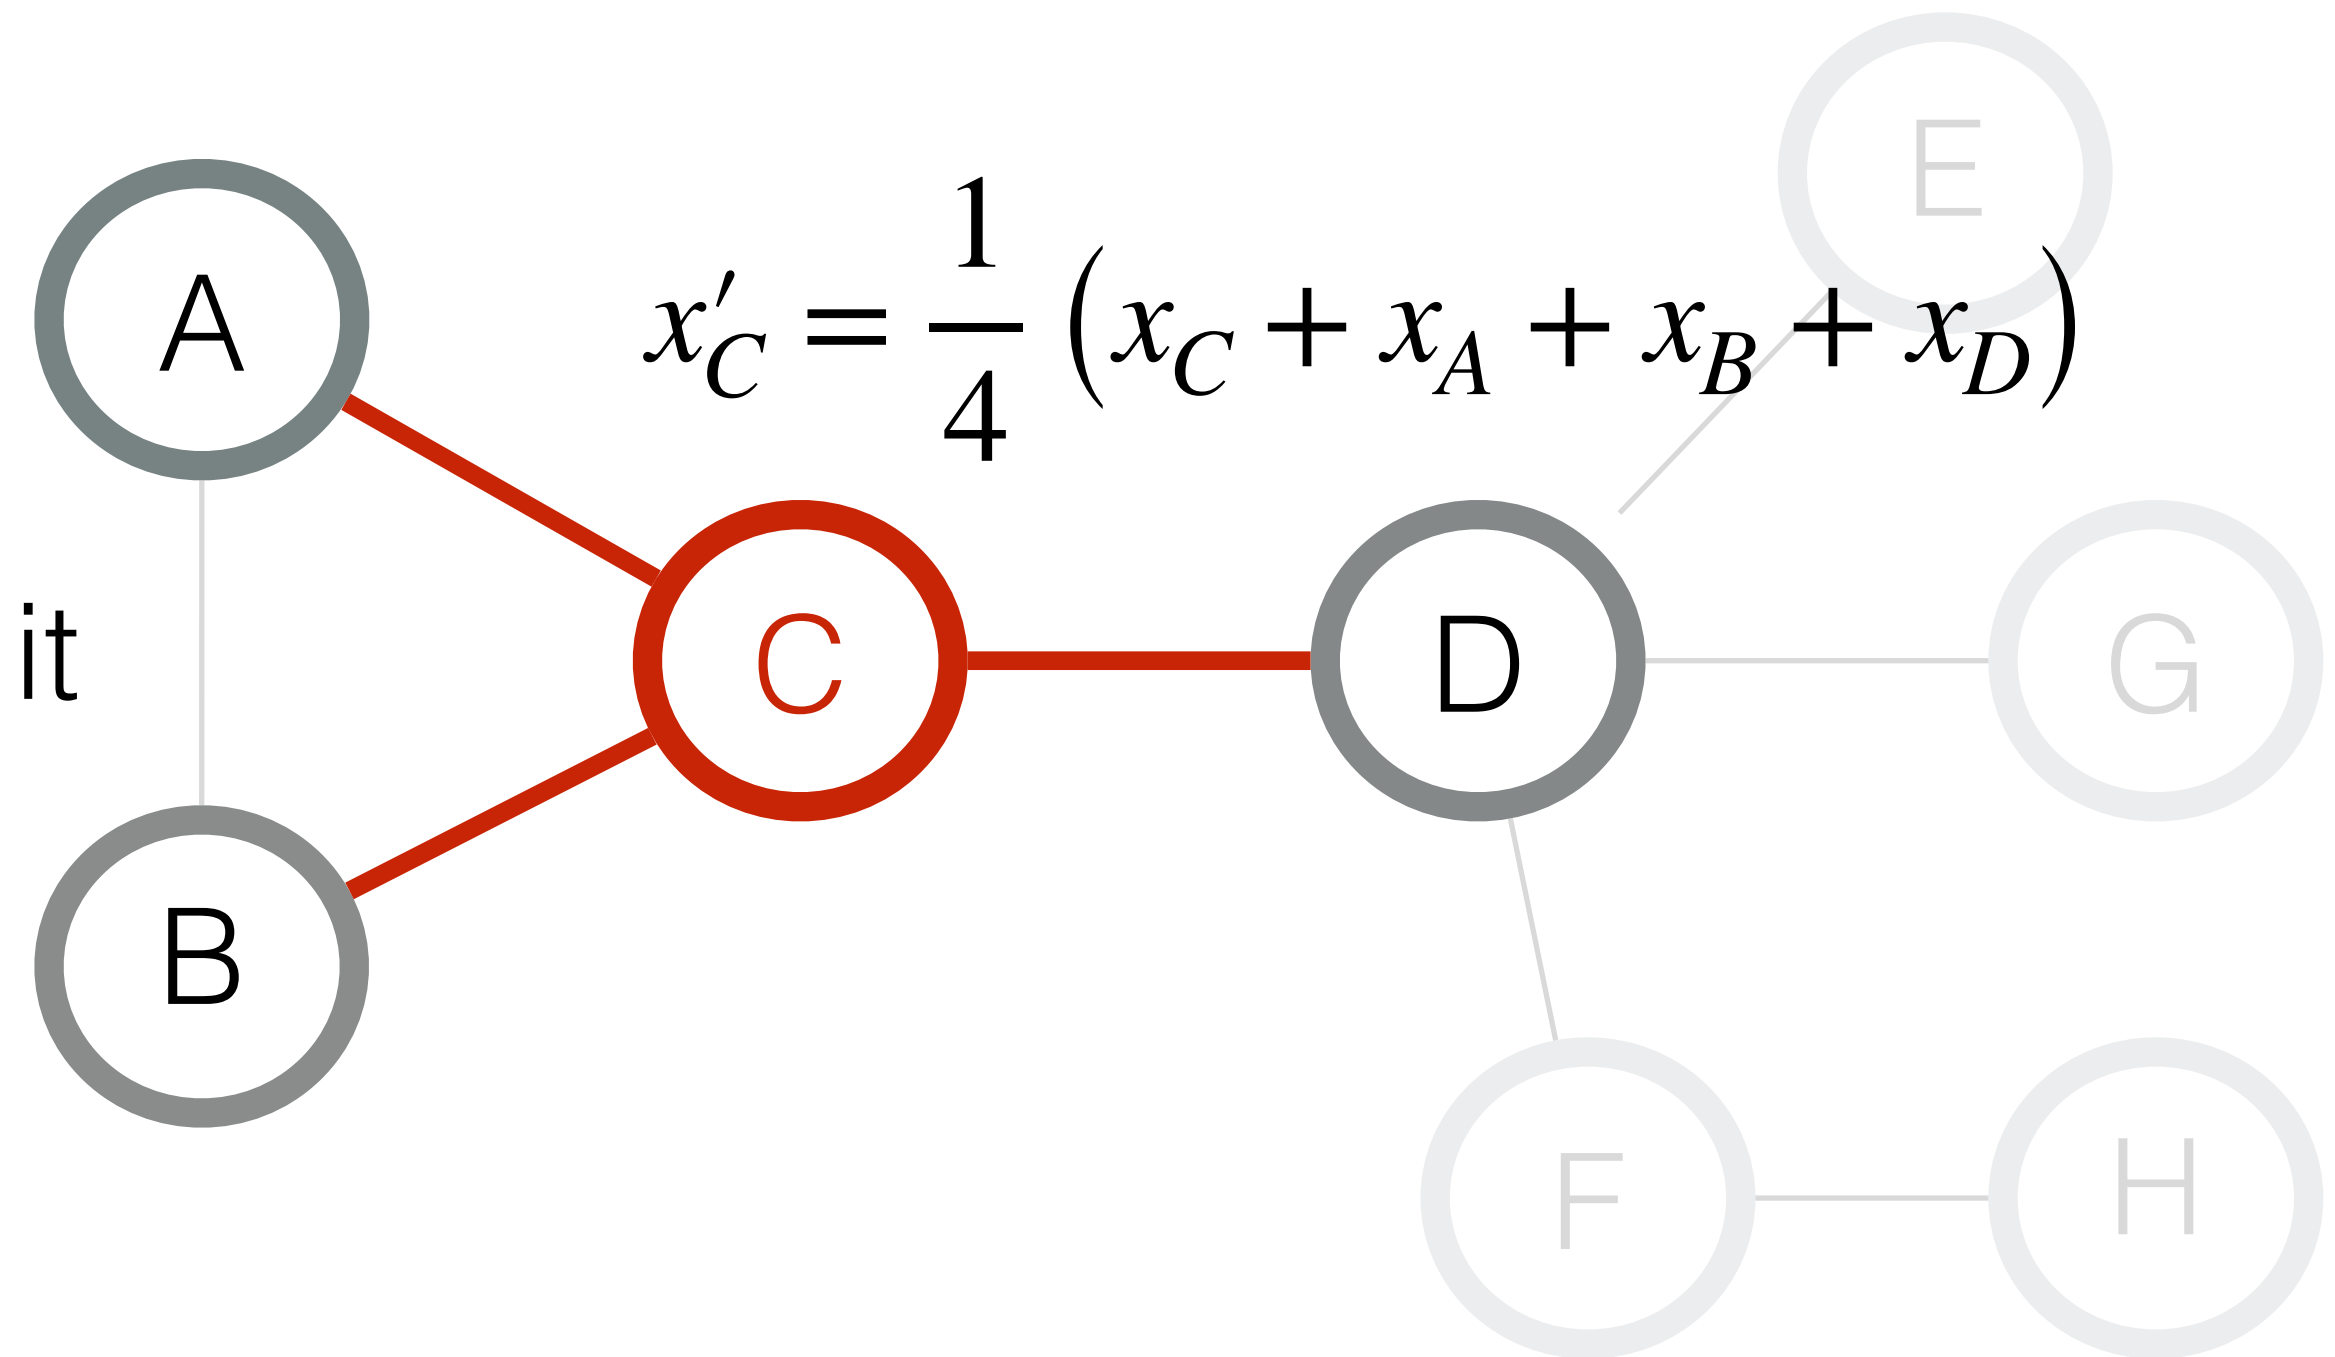 E
A
x′_C = 1/4 (x_C + x_A + x_B + x_D)
it
C
D
G
B
F
H